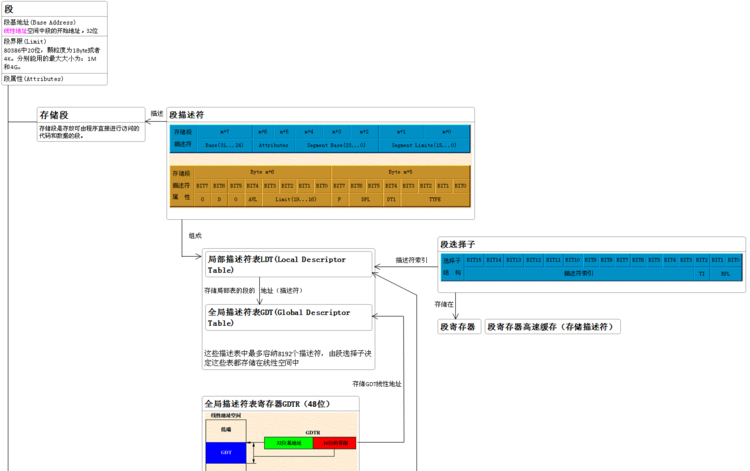 段
段基地址(Base Address)
线性地址空间中段的开始地址，32位
段界限(Limit)
80386中20位，颗粒度为1Byte或者
4K。分别能用的最大大小为：1M
和4G。
段属性(Attributes)
存储段
存储段是存放可由程序直接进行访问的
代码和数据的段。
描述
段描述符
存储段 m+7 m+6 m+5 m+4 m+3 m+2 m+1 m+0
描述符 Base(31...24) Attributes Segment Base(23...0) Segment Limits(15...0)
存储段 Byte m+6 Byte m+5
描述符 BIT7 BIT6 BIT5 BIT4 BIT3 BIT2 BIT1 BIT0 BIT7 BIT6 BIT5 BIT4 BIT3 BIT2 BIT1 BIT0
属 性 G D 0 AVL Limit(19...16) P DPL DT1 TYPE
组成
局部描述符表LDT(Local Descriptor
Table)
存储局部表的段的 地址（描述符）
全局描述符表GDT(Global Descriptor
Table)
这些描述表中最多容纳8192个描述符，由段选择子决
定这些表都存储在线性空间中
描述符索引
段选择子
选择子 BIT15 BIT14 BIT13 BIT12 BIT11 BIT10 BIT9 BIT8 BIT7 BIT6 BIT5 BIT4 BIT3 BIT2 BIT1 BIT0
结 构 描述符索引 TI RPL
存储在
段寄存器
段寄存器高速缓存（存储描述符）
存储GDT线性地址
全局描述符表寄存器GDTR（48位）
线性地址空间
低端
GDTR
32位基地址
GDT